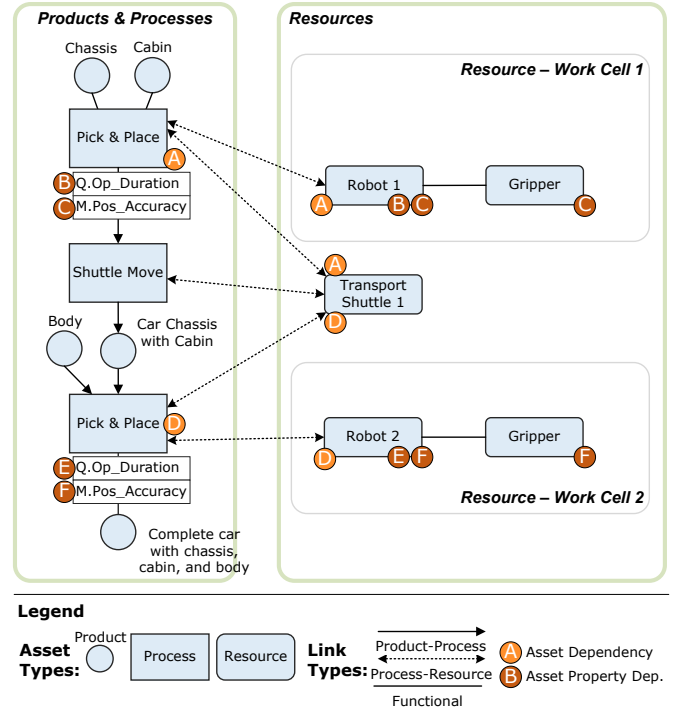 Products & Processes
Resources
Chassis
Cabin
Resource – Work Cell 1
Pick & Place
A
B
Q.Op_Duration
C
M.Pos_Accuracy
Robot 1
A
B
C
Gripper
C
Shuttle Move
A
Transport
Shuttle 1
D
Body
Car Chassis
with Cabin
Pick & Place
D
E
Q.Op_Duration
F
M.Pos_Accuracy
Robot 2
D
E
F
Gripper
F
Resource – Work Cell 2
Complete car
with chassis,
cabin, and body
Legend
Asset
Types:
Product
Process
Resource
Link
Types:
Product-Process
Process-Resource
Functional
A Asset Dependency
B Asset Property Dep.